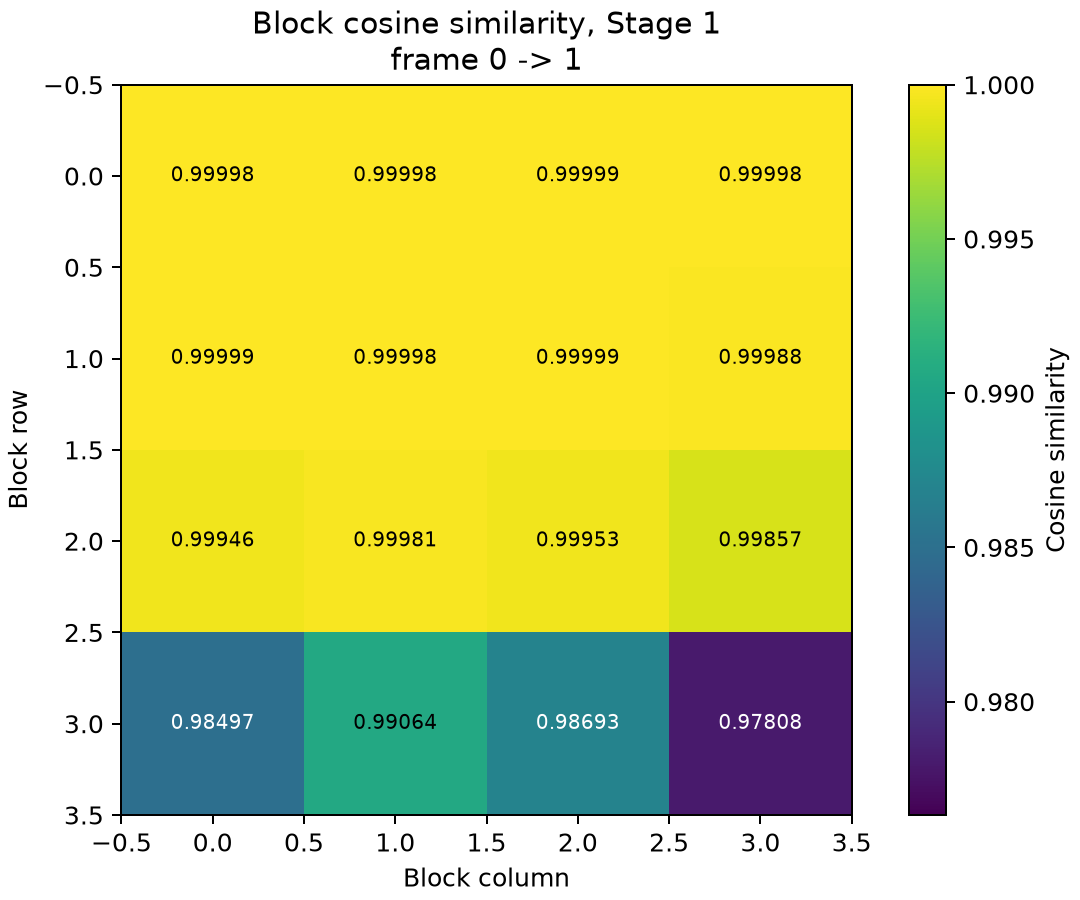 Block cosine similarity, Stage 1
frame 0 -> 1
−0.5
0.0
0.5
1.0
1.5
2.0
2.5
3.0
3.5
Block row
0.99998 0.99998 0.99999 0.99998
0.99999 0.99998 0.99999 0.99988
0.99946 0.99981 0.99953 0.99857
0.98497 0.99064 0.98693 0.97808
−0.5 0.0 0.5 1.0 1.5 2.0 2.5 3.0 3.5
Block column
1.000
0.995
0.990
0.985
0.980
Cosine similarity